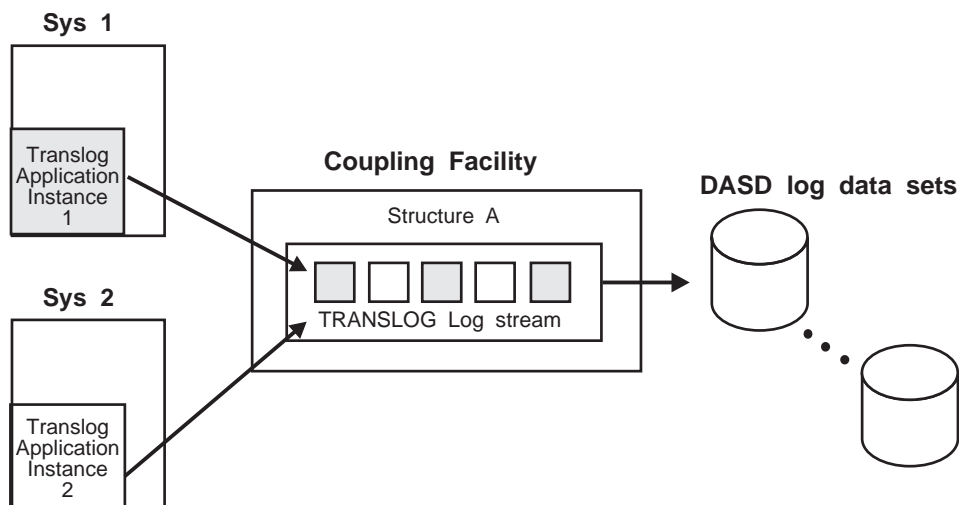 Sys 1
Translog
Application
Instance
1
Sys 2
Translog
Application
Instance
2
Coupling Facility
Structure A
TRANSLOG Log stream
DASD log data sets